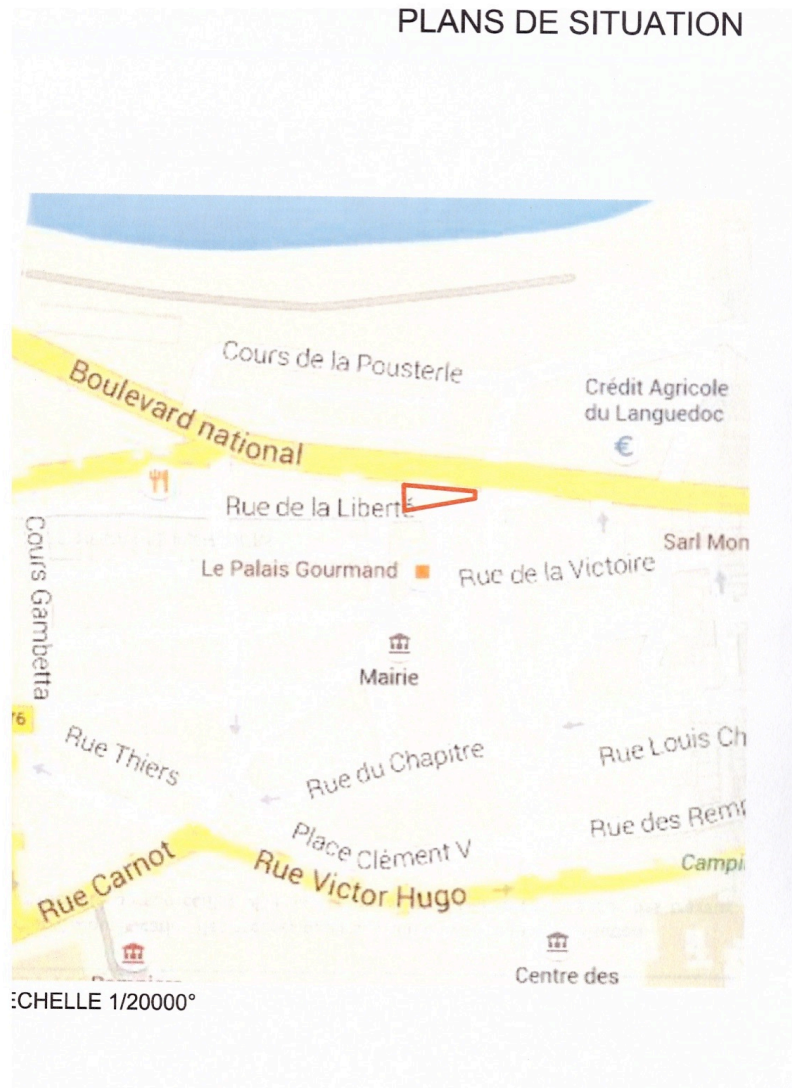 PLANS DE SITUATION
Cours de la Pousterle
Crédit Agricole
du Languedoc
€
Boulevard national
Rue de la Liberté
Cours Gambetta
Sarl Mon
Le Palais Gourmand
Rue de la Victoire
Mairie
76
Rue Thiers
Rue du Chapitre
Rue Louis Ch
Rue des Rem
Place Clément V
Rue Carnot
Rue Victor Hugo
Campi
Centre des
ECHELLE 1/20000°